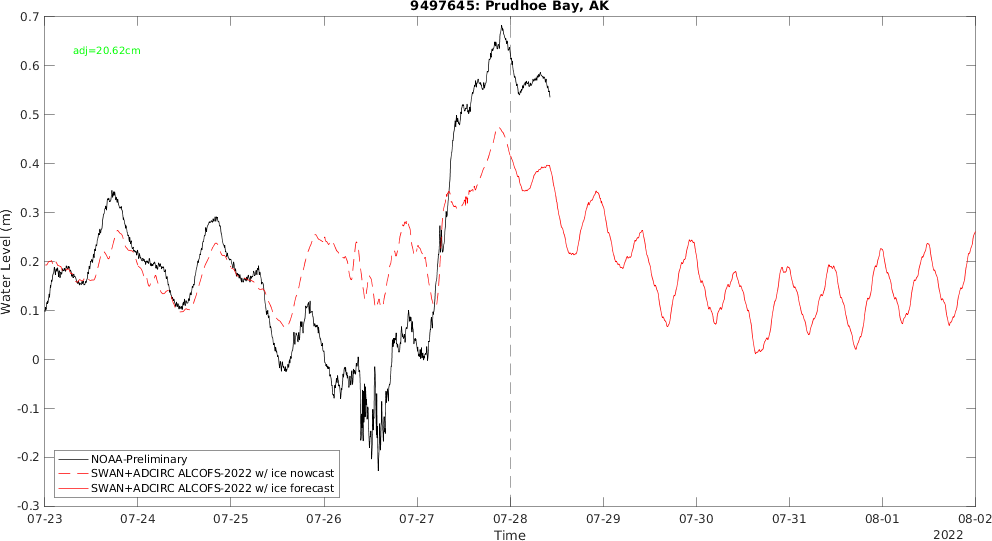 9497645: Prudhoe Bay, AK
adj=20.62cm
Water Level (m)
0.7
0.6
0.5
0.4
0.3
0.2
0.1
0
-0.1
-0.2
-0.3
NOAA-Preliminary
SWAN+ADCIRC ALCOFS-2022 w/ ice nowcast
SWAN+ADCIRC ALCOFS-2022 w/ ice forecast
07-23 07-24 07-25 07-26 07-27 07-28 07-29 07-30 07-31 08-01 08-02
Time
2022